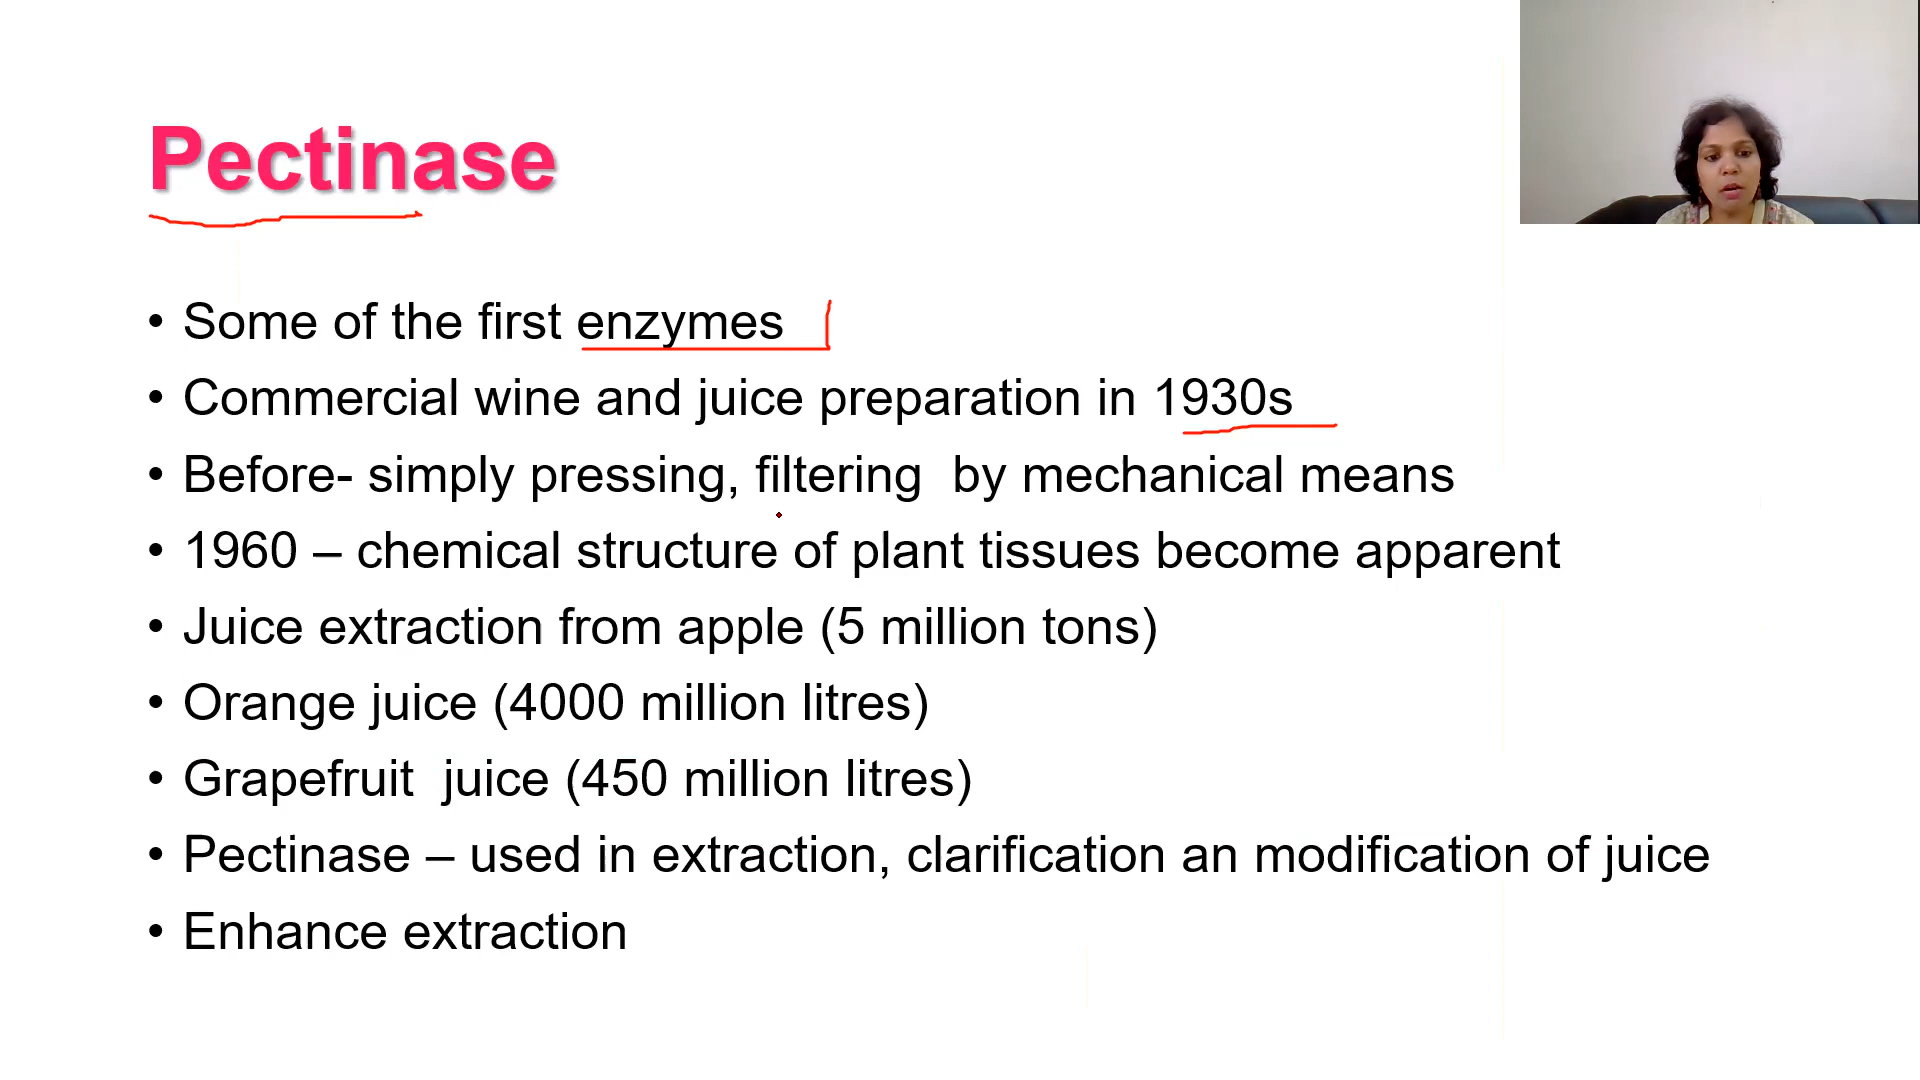 Pectinase
• Some of the first enzymes
• Commercial wine and juice preparation in 1930s
• Before- simply pressing, filtering  by mechanical means
• 1960 – chemical structure of plant tissues become apparent
• Juice extraction from apple (5 million tons)
• Orange juice (4000 million litres)
• Grapefruit  juice (450 million litres)
• Pectinase – used in extraction, clarification an modification of juice
• Enhance extraction